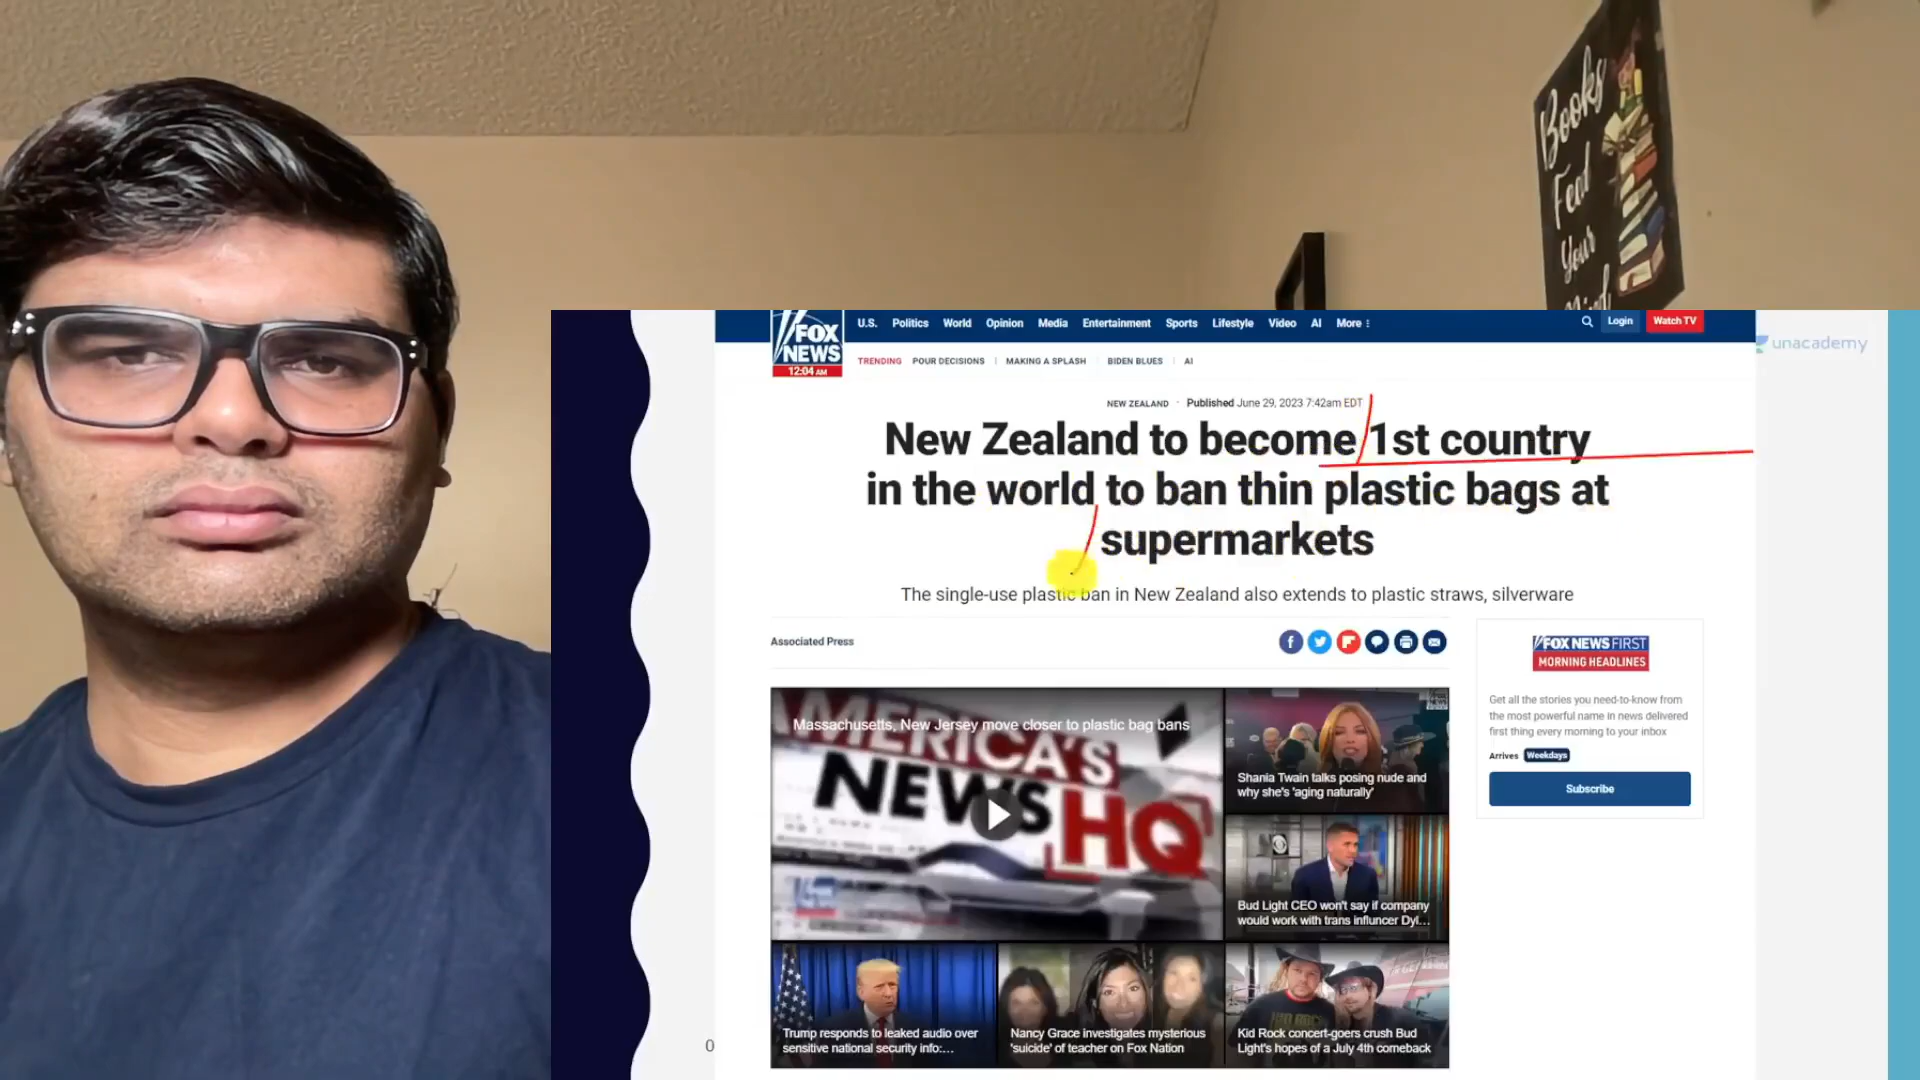 Books
Feed
Your
Mind
FOX
NEWS
12:04 AM
U.S. Politics World Opinion Media Entertainment Sports Lifestyle Video AI More
Login
Watch TV
unacademy
TRENDING POUR DECISIONS MAKING A SPLASH BIDEN BLUES AI
NEW ZEALAND · Published June 29, 2023 7:42am EDT
New Zealand to become 1st country
in the world to ban thin plastic bags at
supermarkets
The single-use plastic ban in New Zealand also extends to plastic straws, silverware
Associated Press
FOX NEWS FIRST
MORNING HEADLINES
Get all the stories you need-to-know from
the most powerful name in news delivered
first thing every morning to your inbox
Arrives Weekdays
Subscribe
Massachusetts, New Jersey move closer to plastic bag bans
AMERICA'S
NEWS
HQ
Shania Twain talks posing nude and
why she's 'aging naturally'
Bud Light CEO won't say if company
would work with trans influencer Dyl...
Trump responds to leaked audio over
sensitive national security info:...
Nancy Grace investigates mysterious
'suicide' of teacher on Fox Nation
Kid Rock concert-goers crush Bud
Light's hopes of a July 4th comeback
0